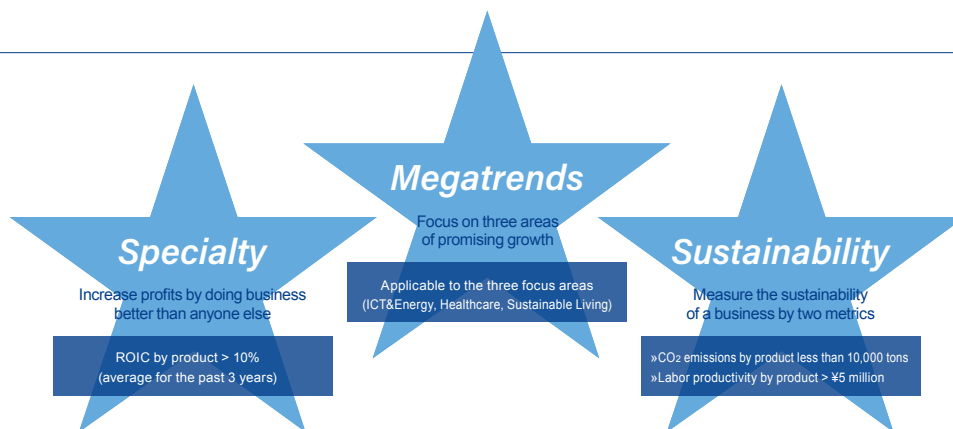 Megatrends
Focus on three areas
of promising growth
Applicable to the three focus areas
(ICT&Energy, Healthcare, Sustainable Living)
Specialty
Increase profits by doing business
better than anyone else
ROIC by product > 10%
(average for the past 3 years)
Sustainability
Measure the sustainability
of a business by two metrics
»CO₂ emissions by product less than 10,000 tons
»Labor productivity by product > ¥5 million